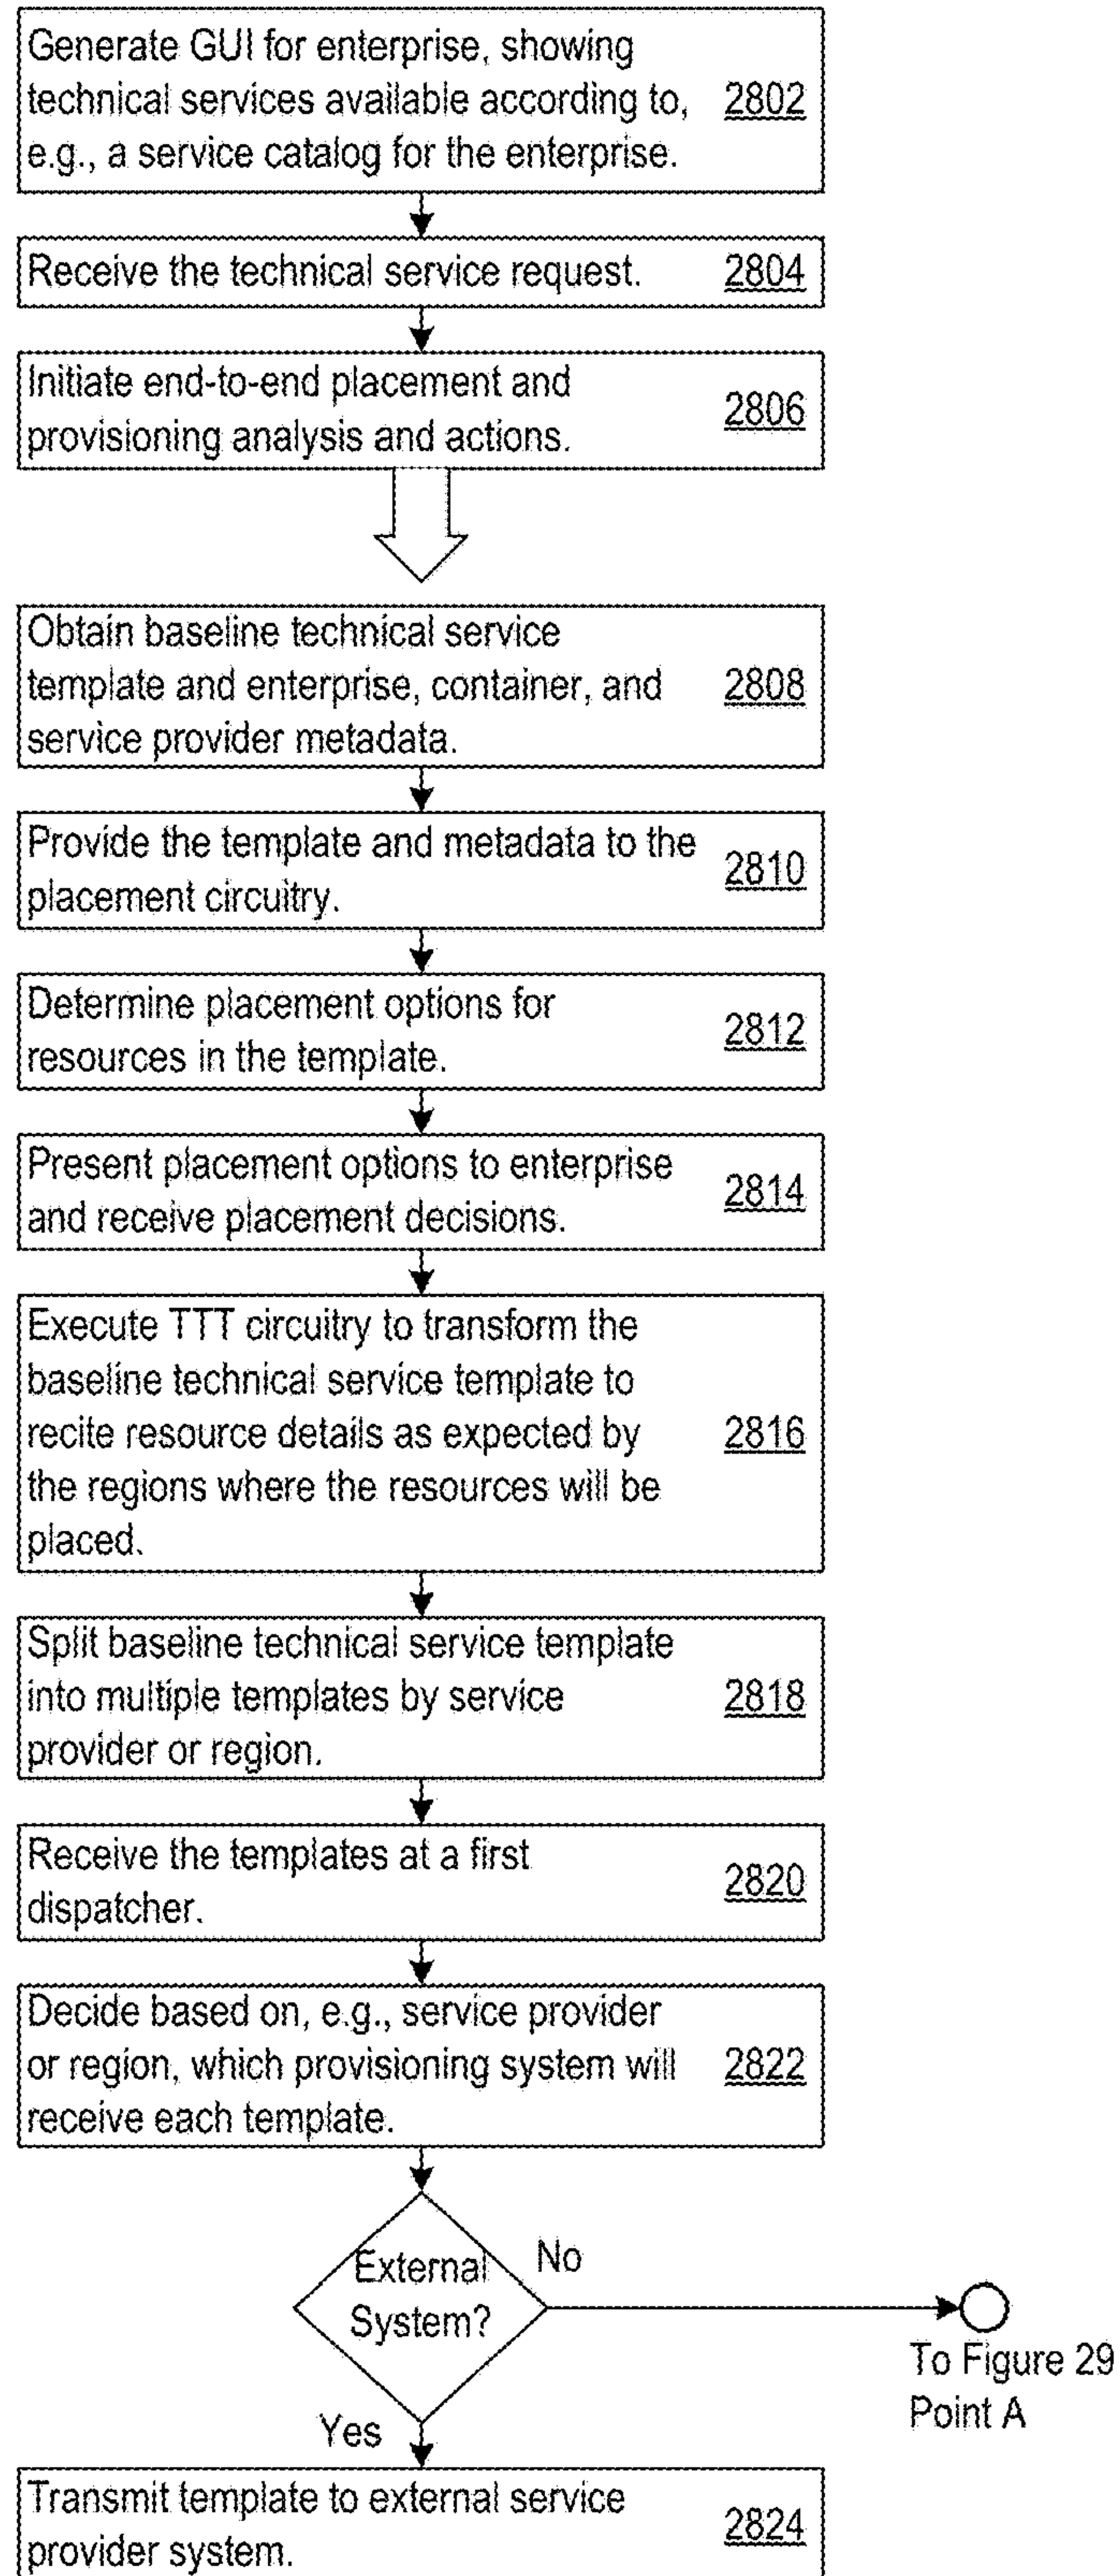 Generate GUI for enterprise, showing
technical services available according to,
e.g., a service catalog for the enterprise.
2802
Receive the technical service request.
2804
Initiate end-to-end placement and
provisioning analysis and actions.
2806
Obtain baseline technical service
template and enterprise, container, and
service provider metadata.
2808
Provide the template and metadata to the
placement circuitry.
2810
Determine placement options for
resources in the template.
2812
Present placement options to enterprise
and receive placement decisions.
2814
Execute TTT circuitry to transform the
baseline technical service template to
recite resource details as expected by
the regions where the resources will be
placed.
2816
Split baseline technical service template
into multiple templates by service
provider or region.
2818
Receive the templates at a first
dispatcher.
2820
Decide based on, e.g., service provider
or region, which provisioning system will
receive each template.
2822
External
System?
No
To Figure 29
Point A
Yes
Transmit template to external service
provider system.
2824